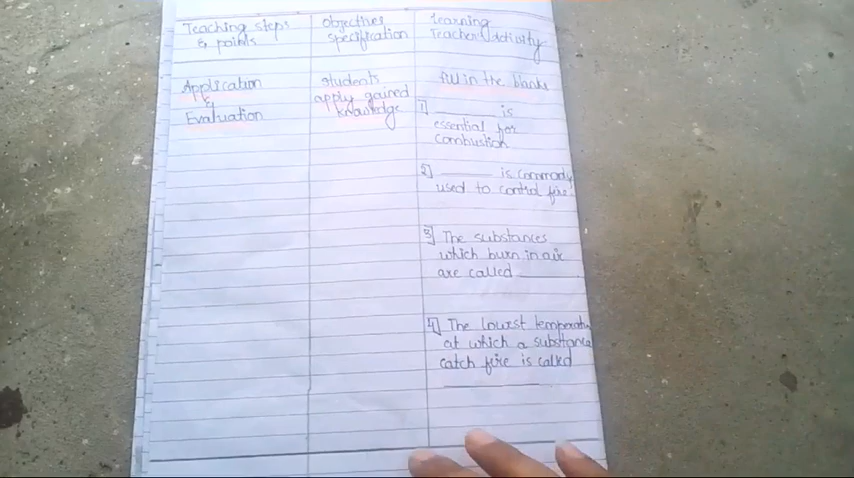 Teaching steps
& points
objectives
specification
Learning
Teacher Activity
Application
&
Evaluation
students
apply gained
knowledge
fill in the blanks
1] ______ is
essential for
combustion
2] ______ is commonly
used to control fire.
3] The substances
which burn in air
are called ______
4] The lowest temperature
at which a substance
catch fire is called
______